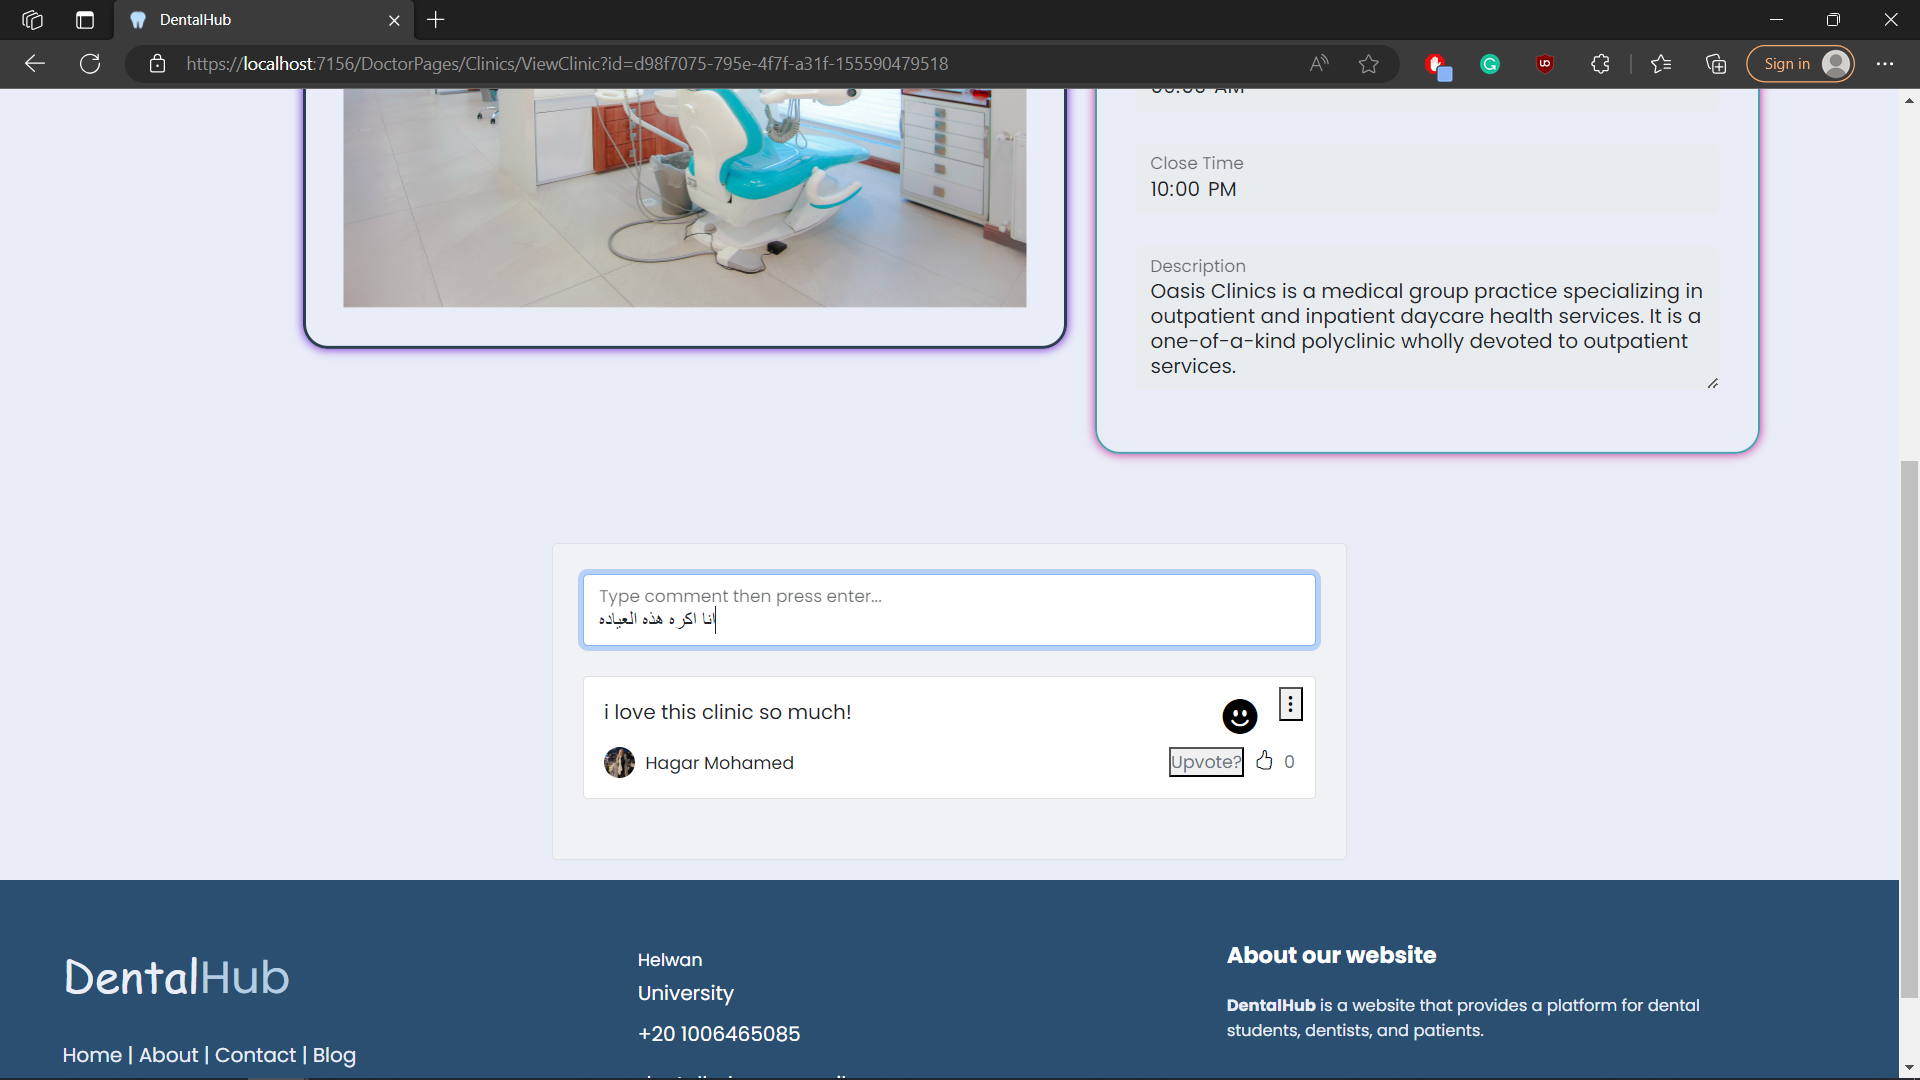 DentalHub
https://localhost:7156/DoctorPages/Clinics/ViewClinic?id=d98f7075-795e-4f7f-a31f-155590479518
Sign in
Close Time
10:00 PM
Description
Oasis Clinics is a medical group practice specializing in
outpatient and inpatient daycare health services. It is a
one-of-a-kind polyclinic wholly devoted to outpatient
services.
Type comment then press enter...
انا اكره هذه العياده
i love this clinic so much!
Hagar Mohamed
Upvote? 0
DentalHub
Home | About | Contact | Blog
Helwan
University
+20 1006465085
About our website
DentalHub is a website that provides a platform for dental
students, dentists, and patients.